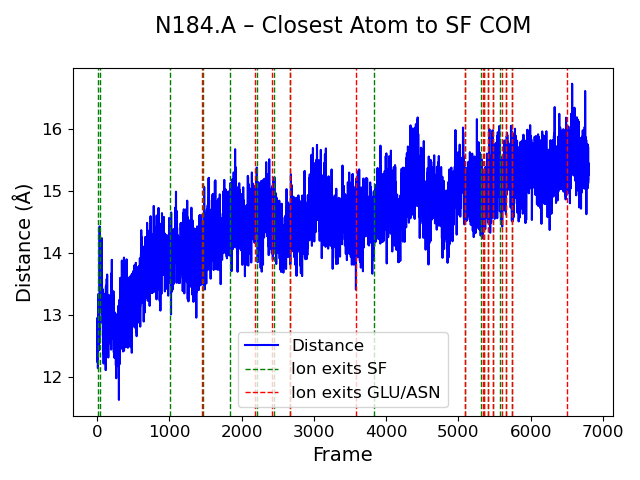 N184.A – Closest Atom to SF COM
Distance (Å)
16
15
14
13
12
Distance
Ion exits SF
Ion exits GLU/ASN
0 1000 2000 3000 4000 5000 6000 7000
Frame